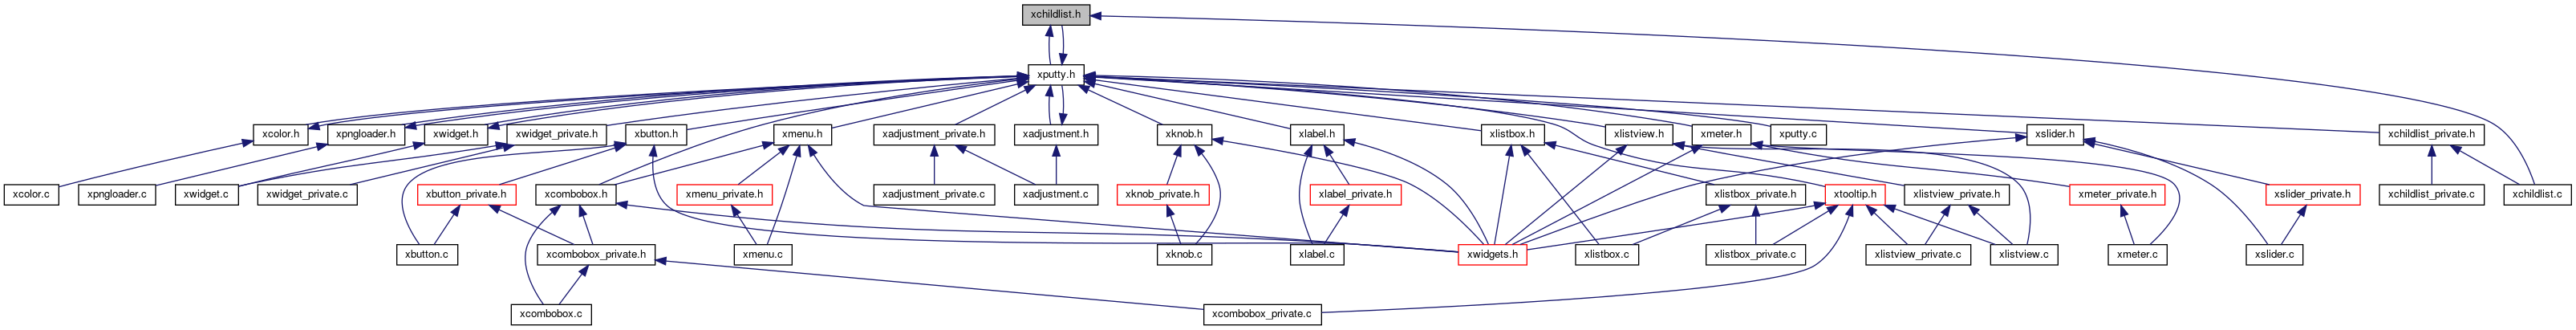 xchildlist.h
xputty.h
xcolor.h
xpngloader.h
xwidget.h
xwidget_private.h
xbutton.h
xmenu.h
xadjustment_private.h
xadjustment.h
xknob.h
xlabel.h
xlistbox.h
xlistview.h
xmeter.h
xputty.c
xslider.h
xchildlist_private.h
xcolor.c
xpngloader.c
xwidget.c
xwidget_private.c
xbutton_private.h
xcombobox.h
xmenu_private.h
xadjustment_private.c
xadjustment.c
xknob_private.h
xlabel_private.h
xlistbox_private.h
xtooltip.h
xlistview_private.h
xmeter_private.h
xslider_private.h
xchildlist_private.c
xchildlist.c
xbutton.c
xcombobox_private.h
xmenu.c
xknob.c
xlabel.c
xwidgets.h
xlistbox.c
xlistbox_private.c
xlistview_private.c
xlistview.c
xmeter.c
xslider.c
xcombobox.c
xcombobox_private.c